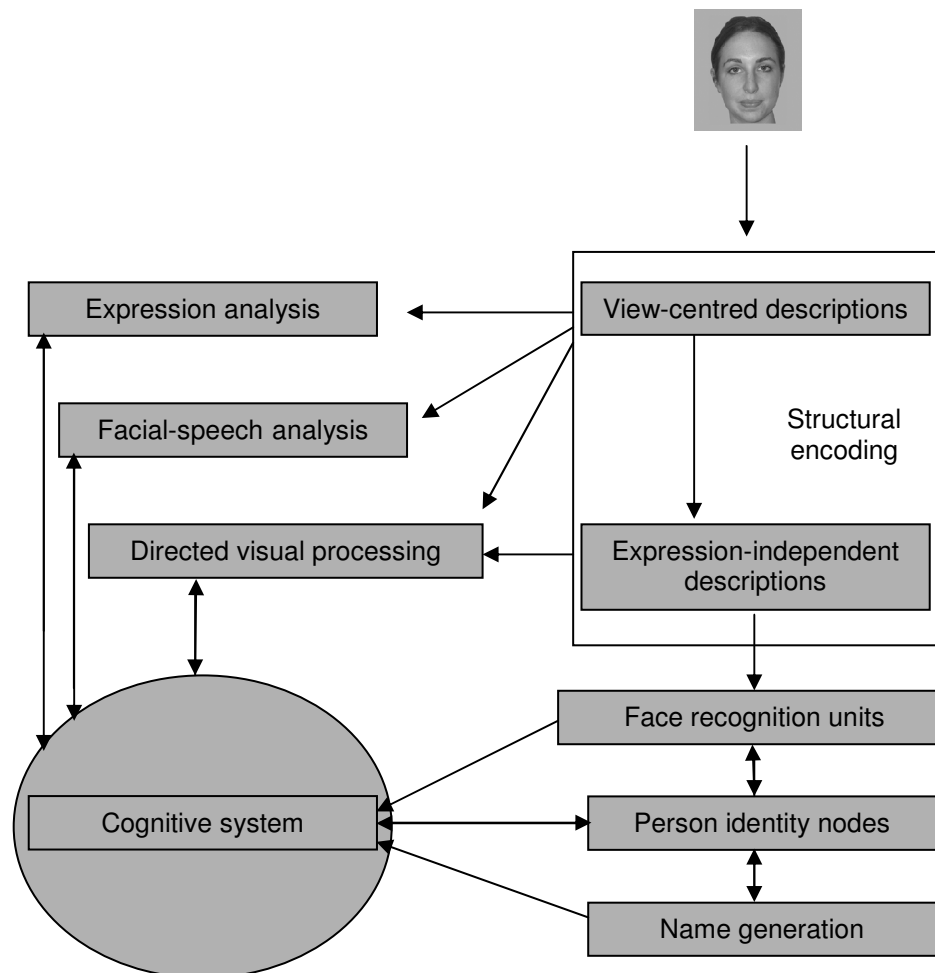 Expression analysis
View-centred descriptions
Facial-speech analysis
Structural
encoding
Directed visual processing
Expression-independent
descriptions
Face recognition units
Cognitive system
Person identity nodes
Name generation